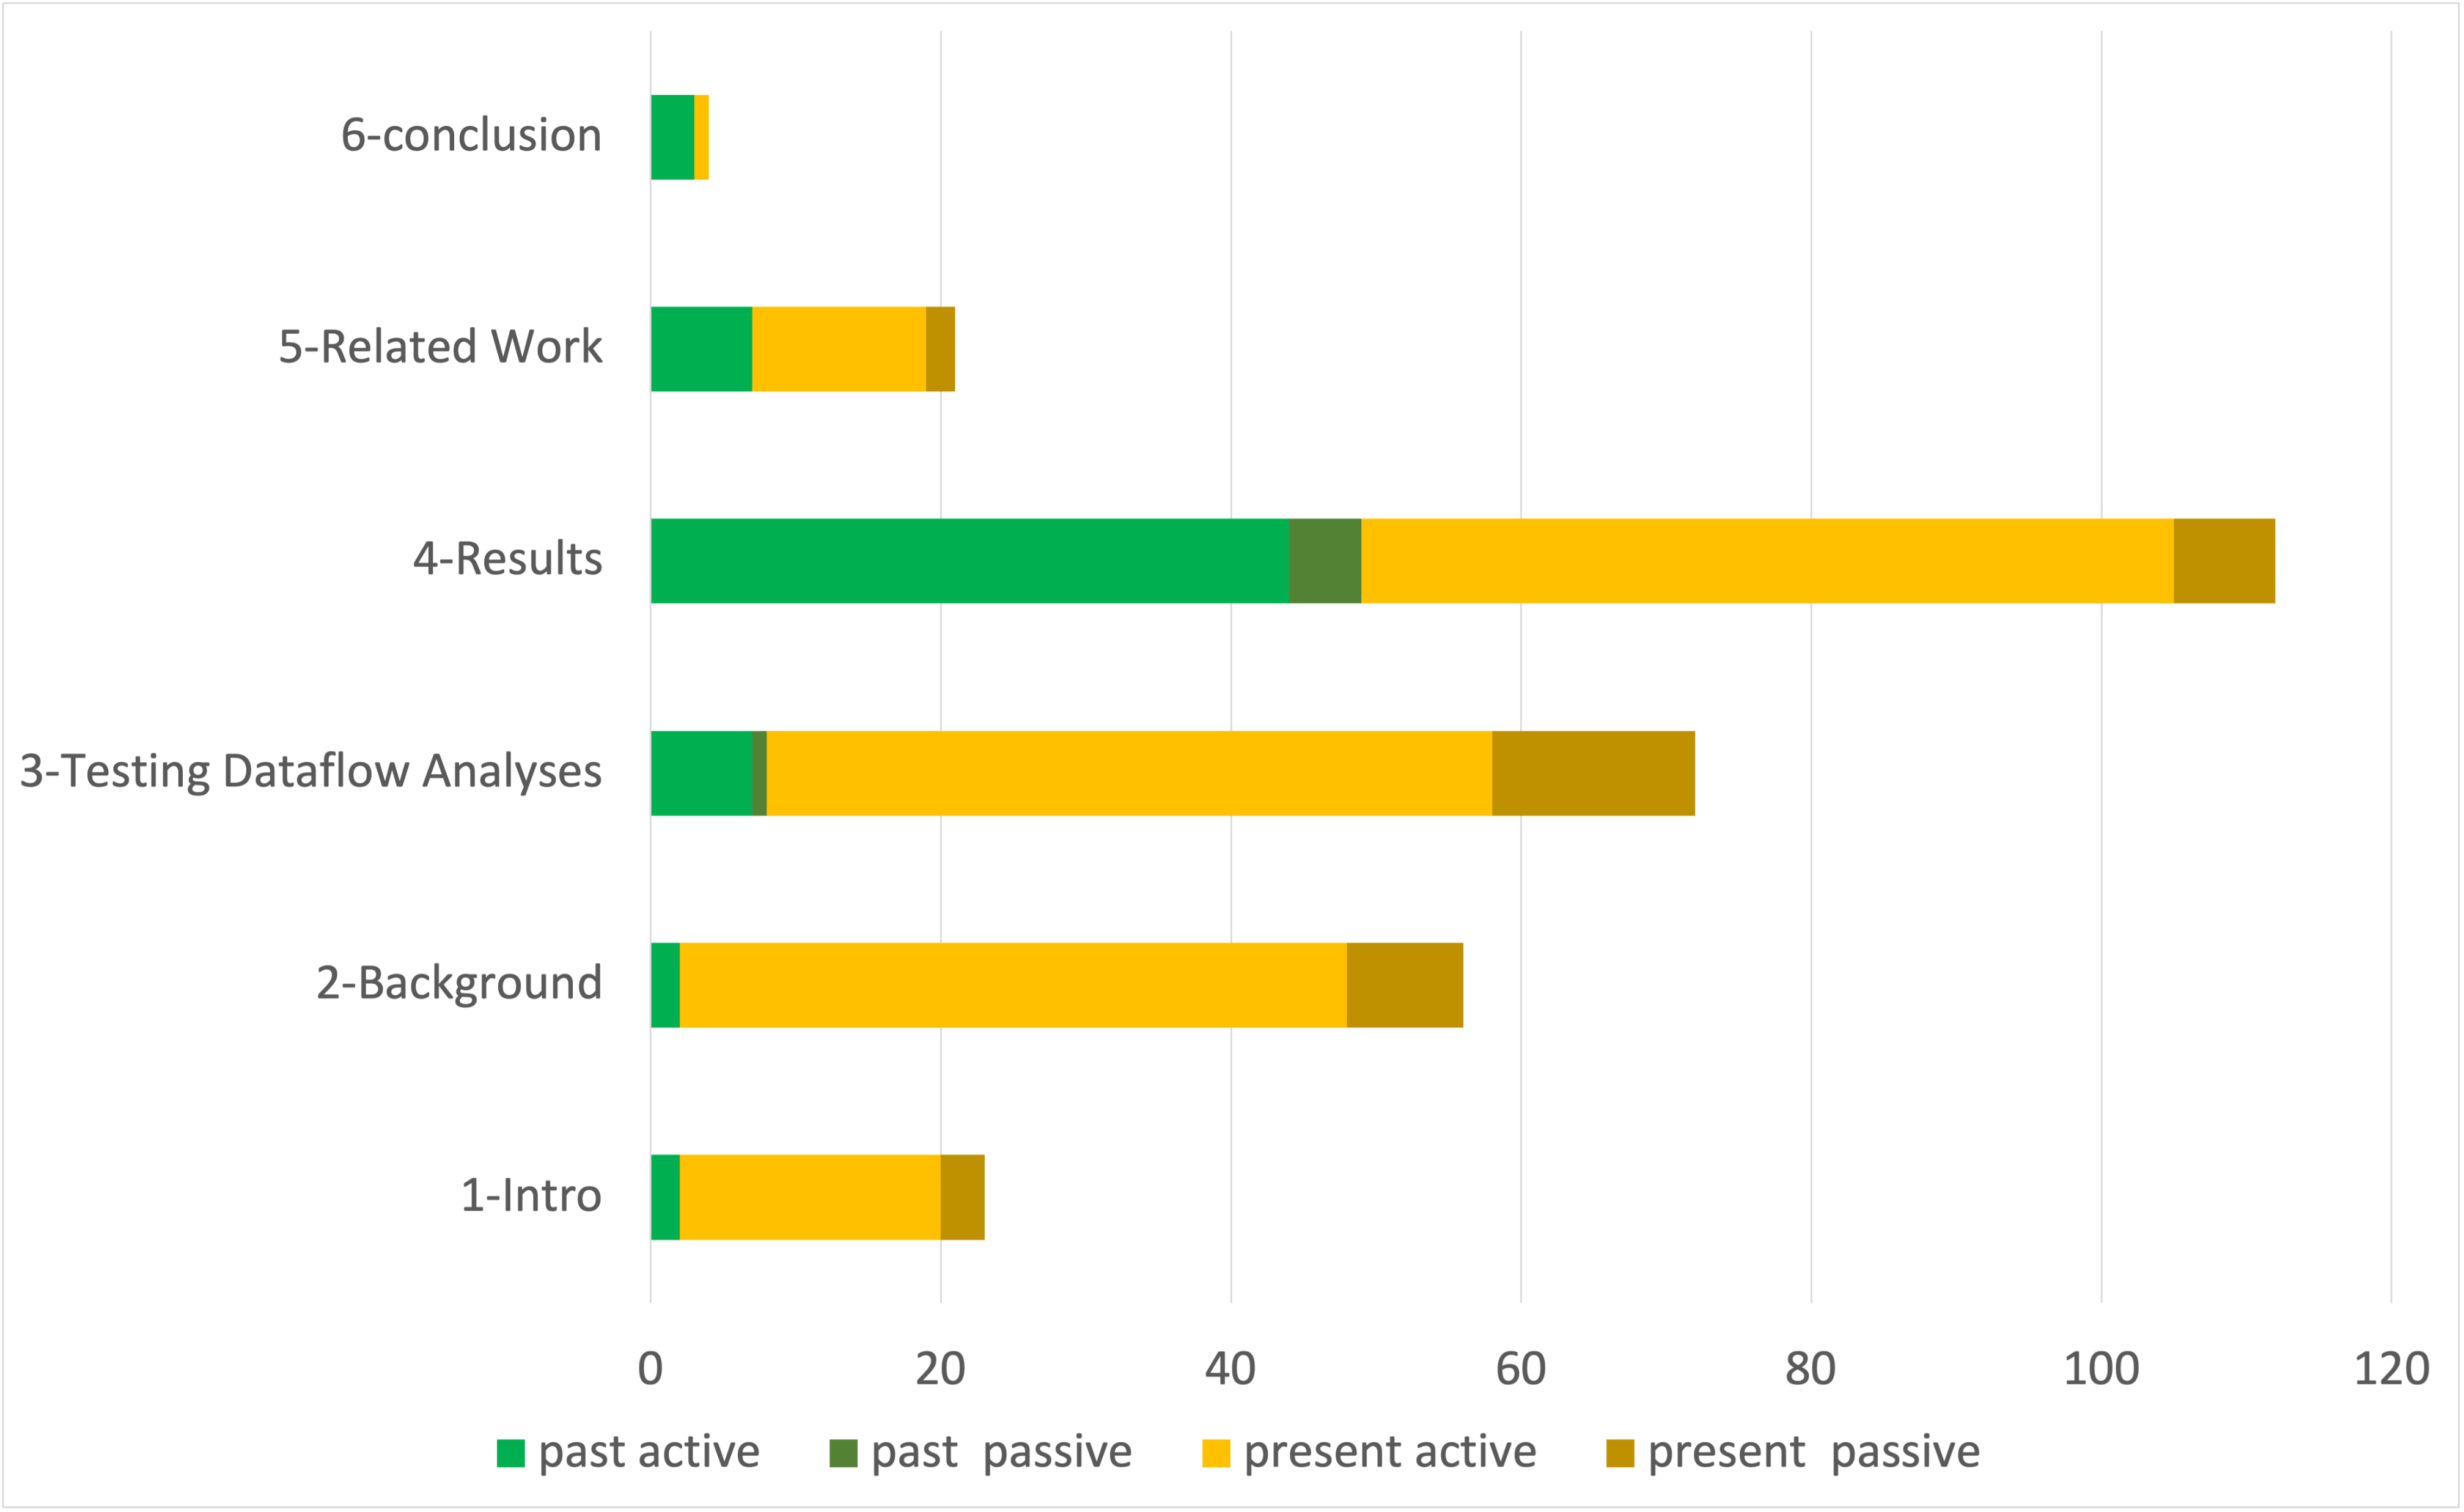 6-conclusion
5-Related Work
4-Results
3-Testing Dataflow Analyses
2-Background
1-Intro
0 20 40 60 80 100 120
past active past passive present active present passive